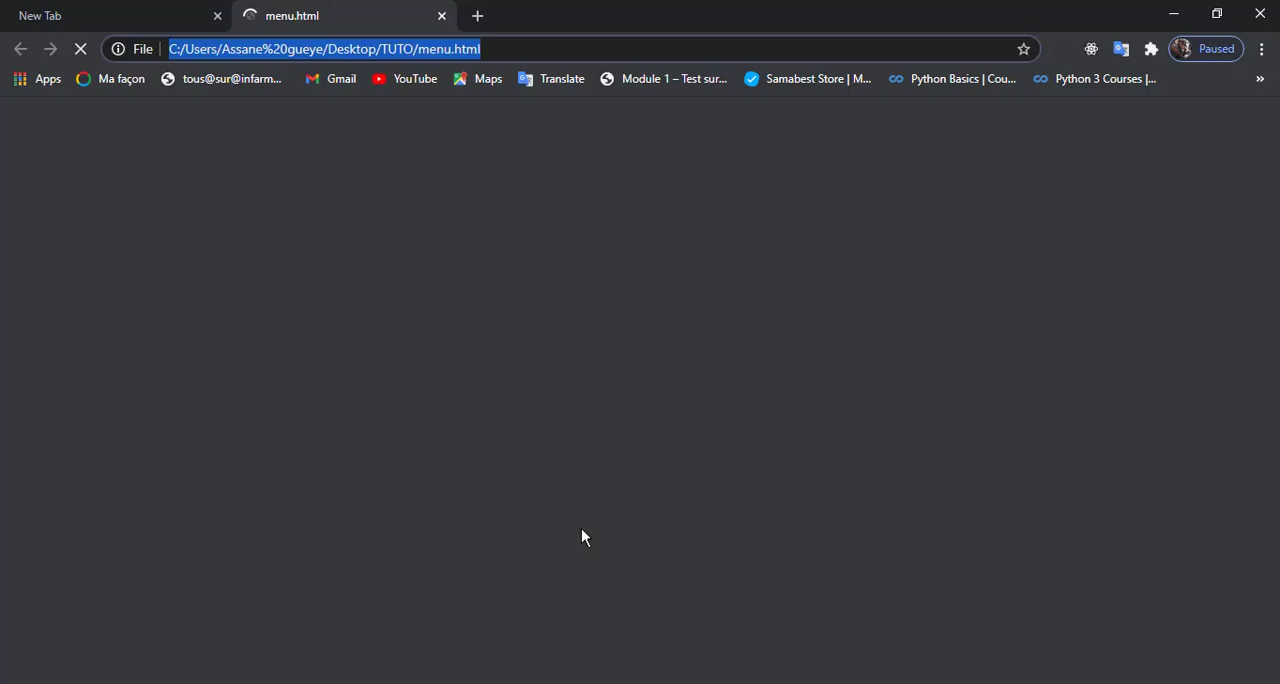 New Tab
menu.html
File
C:/Users/Assane%20gueye/Desktop/TUTO/menu.html
Paused
Apps
Ma façon
tous@sur@infarm...
Gmail
YouTube
Maps
Translate
Module 1 – Test sur...
Samabest Store | M...
Python Basics | Cou...
Python 3 Courses |...
»